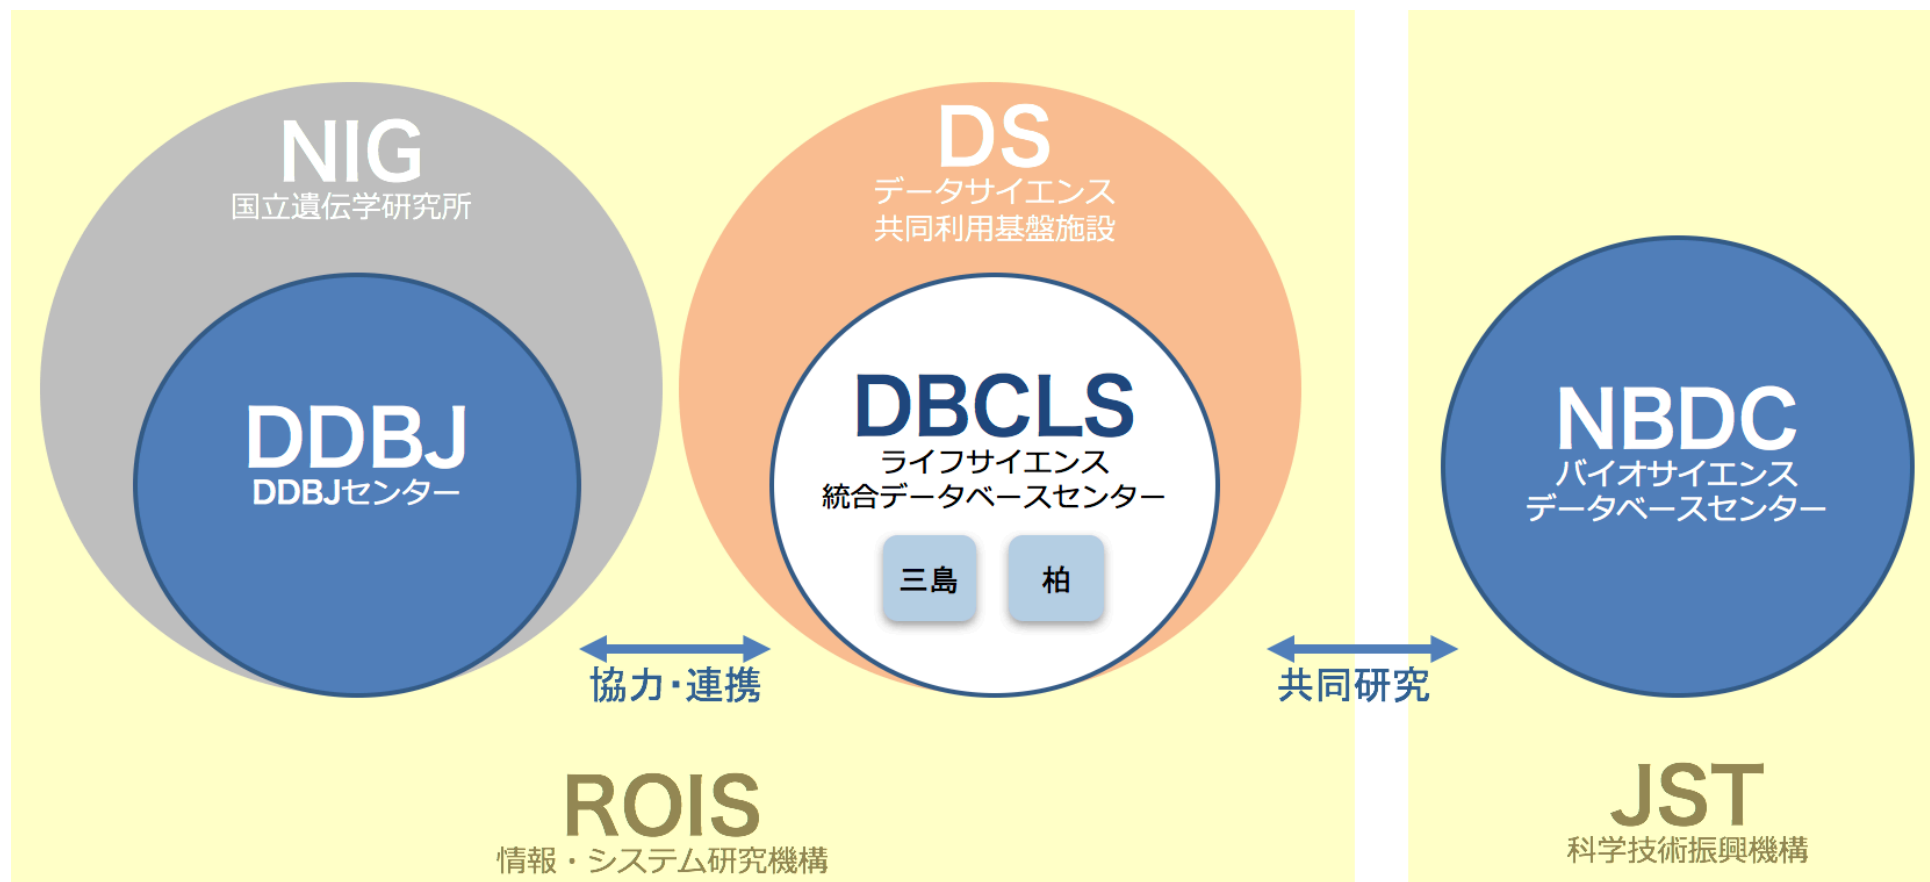 NIG
国立遺伝学研究所
DDBJ
DDBJセンター
DS
データサイエンス
共同利用基盤施設
DBCLS
ライフサイエンス
統合データベースセンター
三島
柏
NBDC
バイオサイエンス
データベースセンター
協力・連携
共同研究
ROIS
情報・システム研究機構
JST
科学技術振興機構